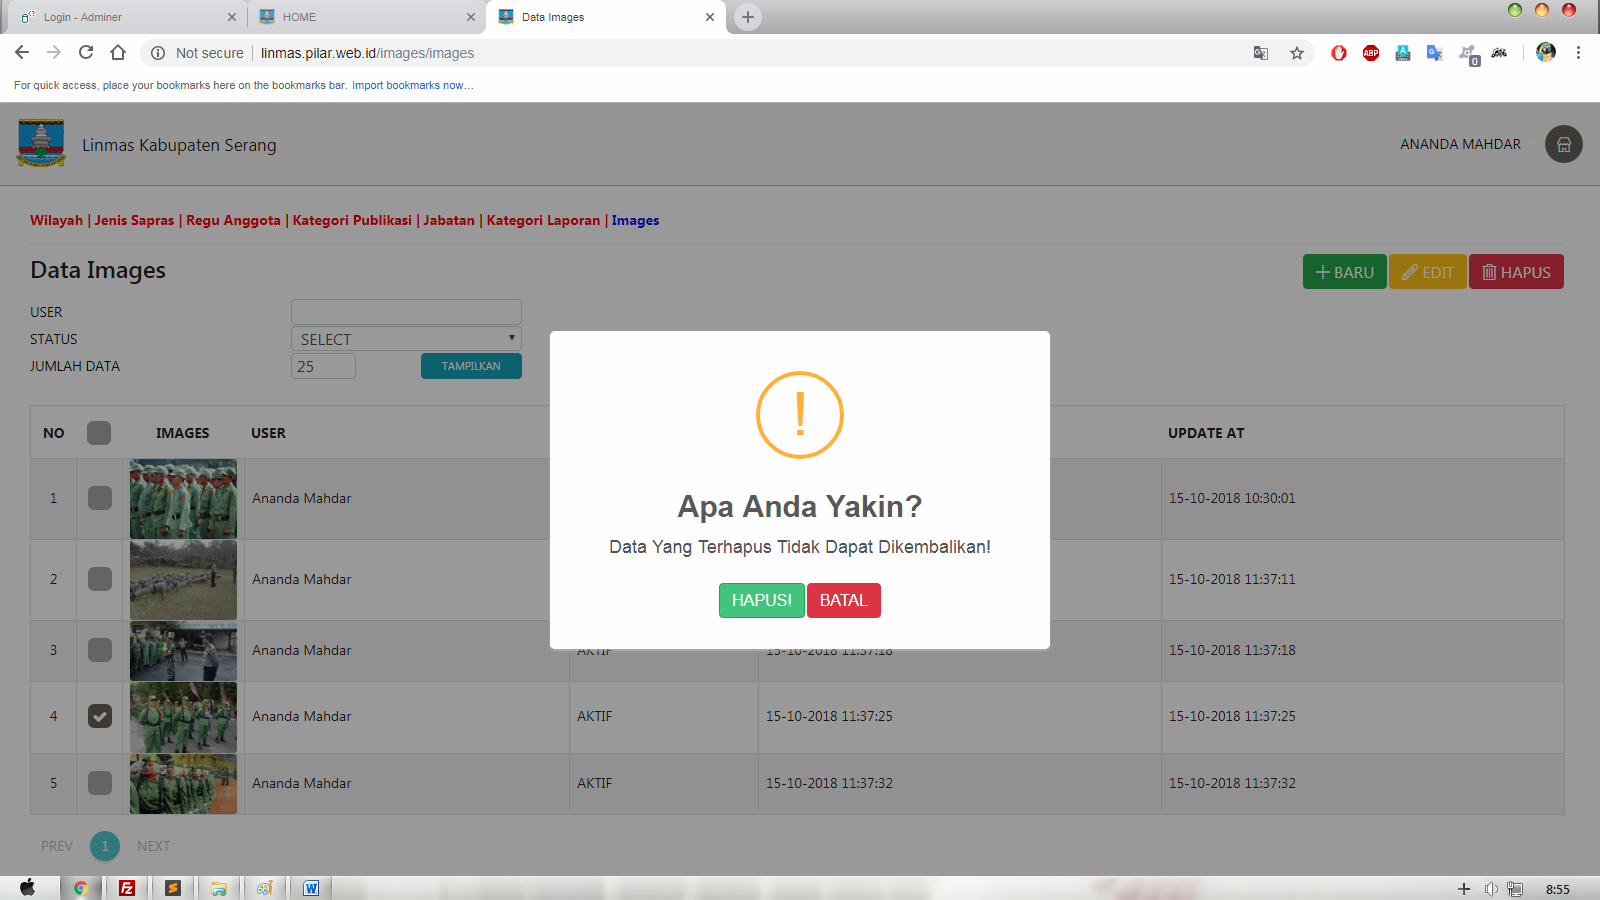 Login - Adminer
HOME
Data Images
Not secure
linmas.pilar.web.id/images/images
ABP
0
For quick access, place your bookmarks here on the bookmarks bar. Import bookmarks now...
Linmas Kabupaten Serang
ANANDA MAHDAR
Wilayah | Jenis Sapras | Regu Anggota | Kategori Publikasi | Jabatan | Kategori Laporan | Images
Data Images
BARU
EDIT
HAPUS
USER
STATUS
SELECT
JUMLAH DATA
25
TAMPILKAN
NO IMAGES USER UPDATE AT
1 Ananda Mahdar 15-10-2018 10:30:01
2 Ananda Mahdar 15-10-2018 11:37:11
3 Ananda Mahdar AKTIF 15-10-2018 11:37:18 15-10-2018 11:37:18
4 Ananda Mahdar AKTIF 15-10-2018 11:37:25 15-10-2018 11:37:25
5 Ananda Mahdar AKTIF 15-10-2018 11:37:32 15-10-2018 11:37:32
!
Apa Anda Yakin?
Data Yang Terhapus Tidak Dapat Dikembalikan!
HAPUS!
BATAL
PREV 1 NEXT
8:55